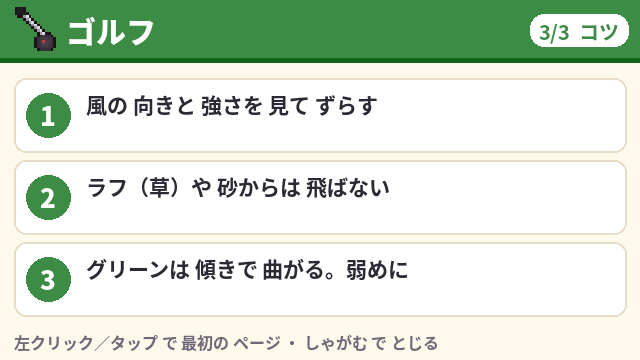 ゴルフ
3/3 コツ
1 風の 向きと 強さを 見て ずらす
2 ラフ（草）や 砂からは 飛ばない
3 グリーンは 傾きで 曲がる。弱めに
左クリック／タップ で 最初の ページ ・ しゃがむ で とじる